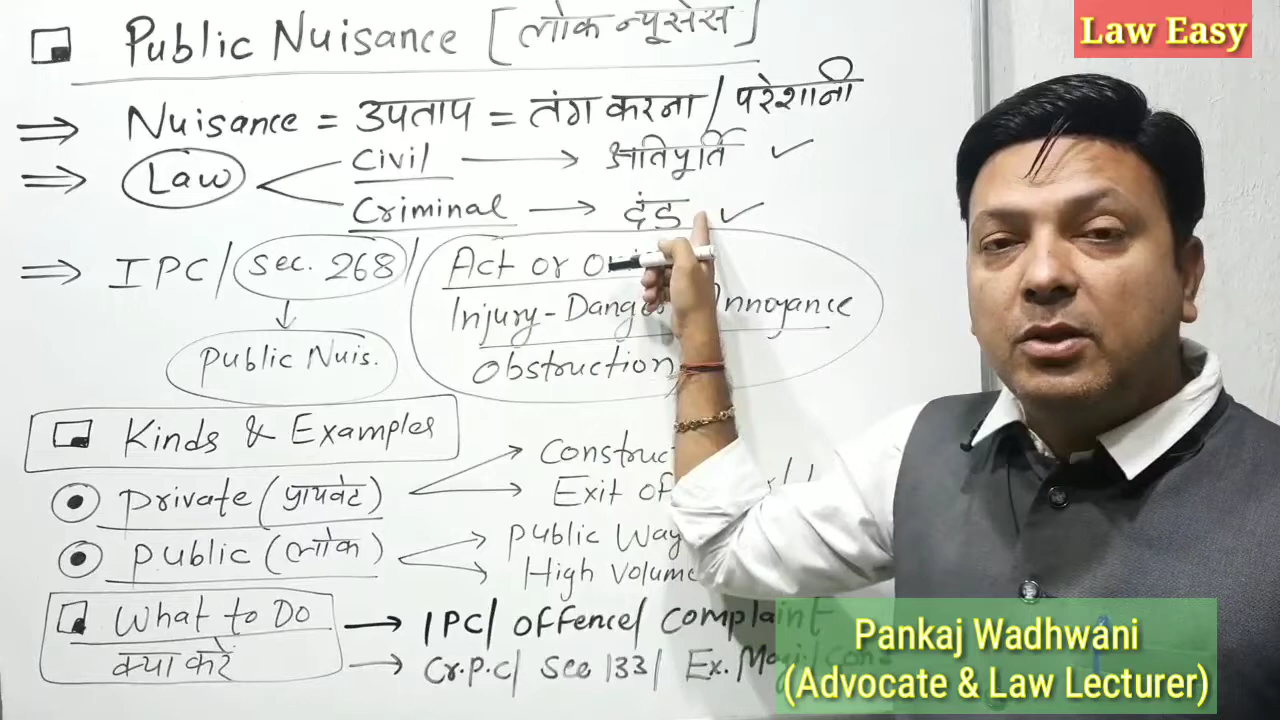 Law Easy
Public Nuisance [लोक न्यूसेंस]
⇒ Nuisance = उपताप = तंग करना / परेशानी
⇒ Law Civil → क्षतिपूर्ति ✓
Criminal → दंड ✓
⇒ IPC / Sec. 268 / Act or
Injury - Danger Annoyance
Public Nuis. Obstruction
Kinds & Examples
Private (प्रायवेट)
Exit of
Public (लोक) Public Way
High Volume
What to Do → IPC/ offence/ complaint
क्या करें → Cr.p.c/ sec 133/ Ex.
Pankaj Wadhwani
(Advocate & Law Lecturer)